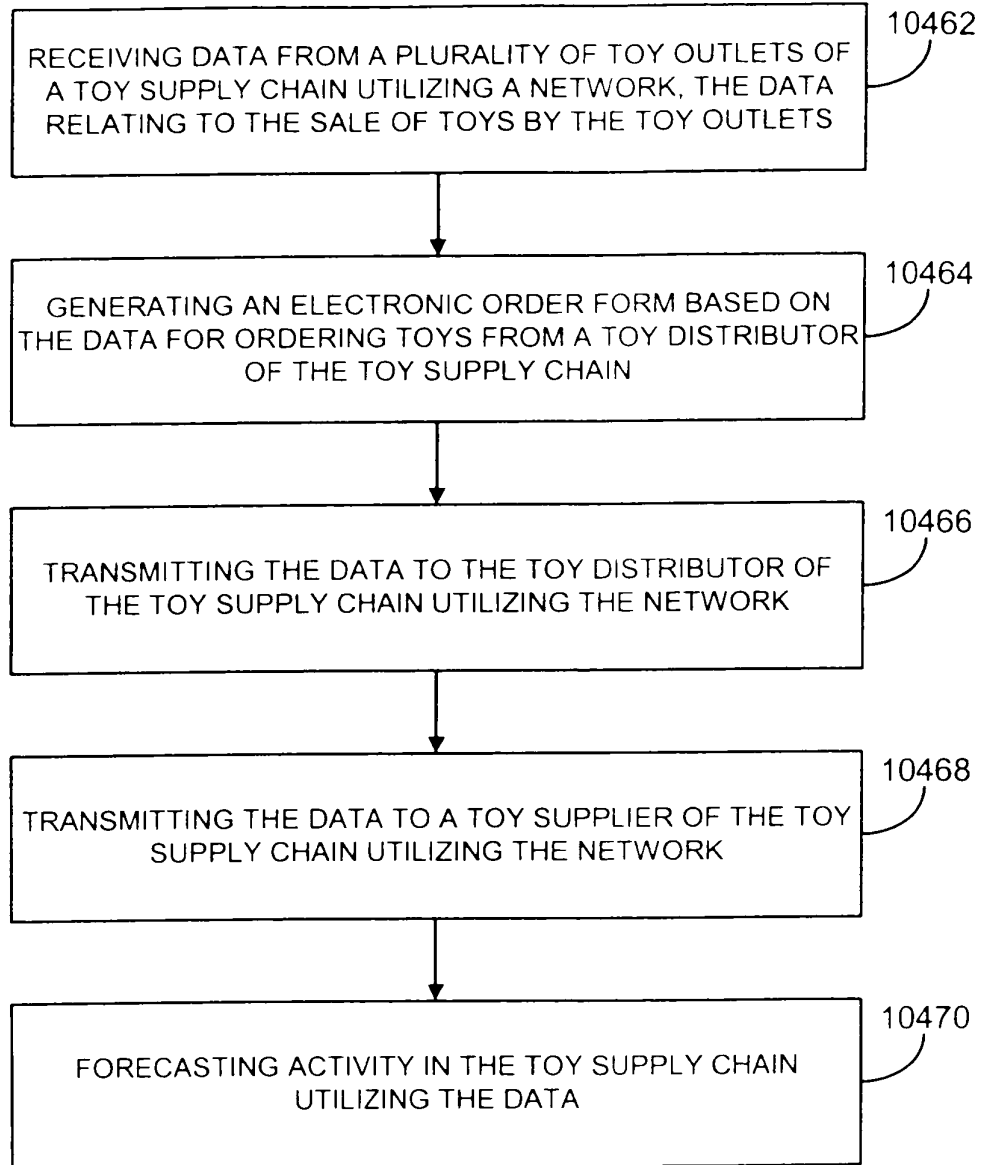 10462
RECEIVING DATA FROM A PLURALITY OF TOY OUTLETS OF
A TOY SUPPLY CHAIN UTILIZING A NETWORK, THE DATA
RELATING TO THE SALE OF TOYS BY THE TOY OUTLETS
10464
GENERATING AN ELECTRONIC ORDER FORM BASED ON
THE DATA FOR ORDERING TOYS FROM A TOY DISTRIBUTOR
OF THE TOY SUPPLY CHAIN
10466
TRANSMITTING THE DATA TO THE TOY DISTRIBUTOR OF
THE TOY SUPPLY CHAIN UTILIZING THE NETWORK
10468
TRANSMITTING THE DATA TO A TOY SUPPLIER OF THE TOY
SUPPLY CHAIN UTILIZING THE NETWORK
10470
FORECASTING ACTIVITY IN THE TOY SUPPLY CHAIN
UTILIZING THE DATA